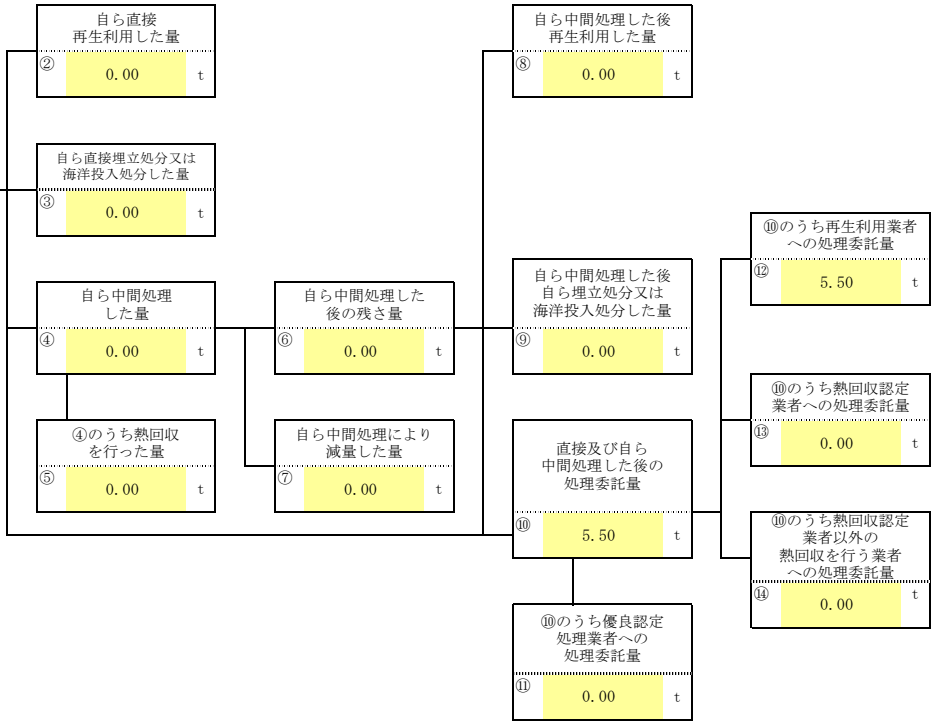 自ら直接
再生利用した量
② 0.00 t
自ら直接埋立処分又は
海洋投入処分した量
③ 0.00 t
自ら中間処理
した量
④ 0.00 t
④のうち熱回収
を行った量
⑤ 0.00 t
自ら中間処理した
後の残さ量
⑥ 0.00 t
自ら中間処理により
減量した量
⑦ 0.00 t
自ら中間処理した後
再生利用した量
⑧ 0.00 t
自ら中間処理した後
自ら埋立処分又は
海洋投入処分した量
⑨ 0.00 t
直接及び自ら
中間処理した後の
処理委託量
⑩ 5.50 t
⑩のうち優良認定
処理業者への
処理委託量
⑪ 0.00 t
⑩のうち再生利用業者
への処理委託量
⑫ 5.50 t
⑩のうち熱回収認定
業者への処理委託量
⑬ 0.00 t
⑩のうち熱回収認定
業者以外の
熱回収を行う業者
への処理委託量
⑭ 0.00 t